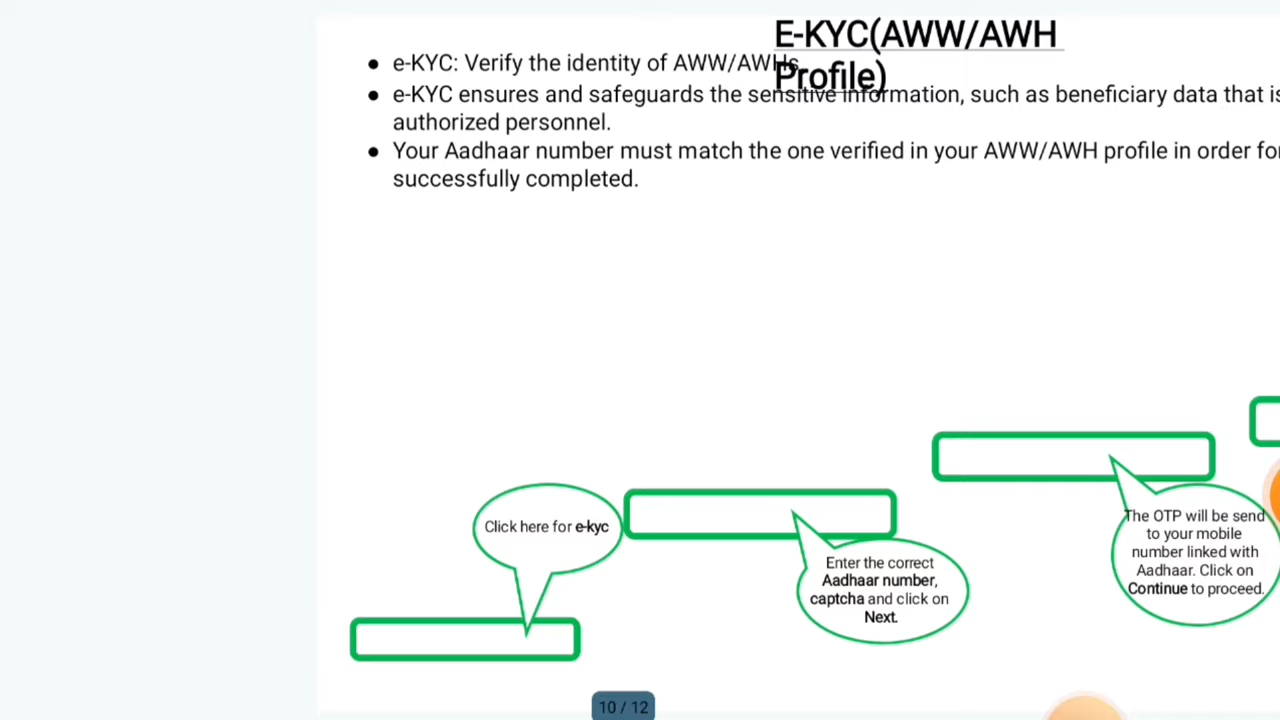 E-KYC(AWW/AWH
Profile)
● e-KYC: Verify the identity of AWW/AWHs
● e-KYC ensures and safeguards the sensitive information, such as beneficiary data that is
authorized personnel.
● Your Aadhaar number must match the one verified in your AWW/AWH profile in order for
successfully completed.
Click here for e-kyc
Enter the correct
Aadhaar number,
captcha and click on
Next.
The OTP will be send
to your mobile
number linked with
Aadhaar. Click on
Continue to proceed.
10 / 12